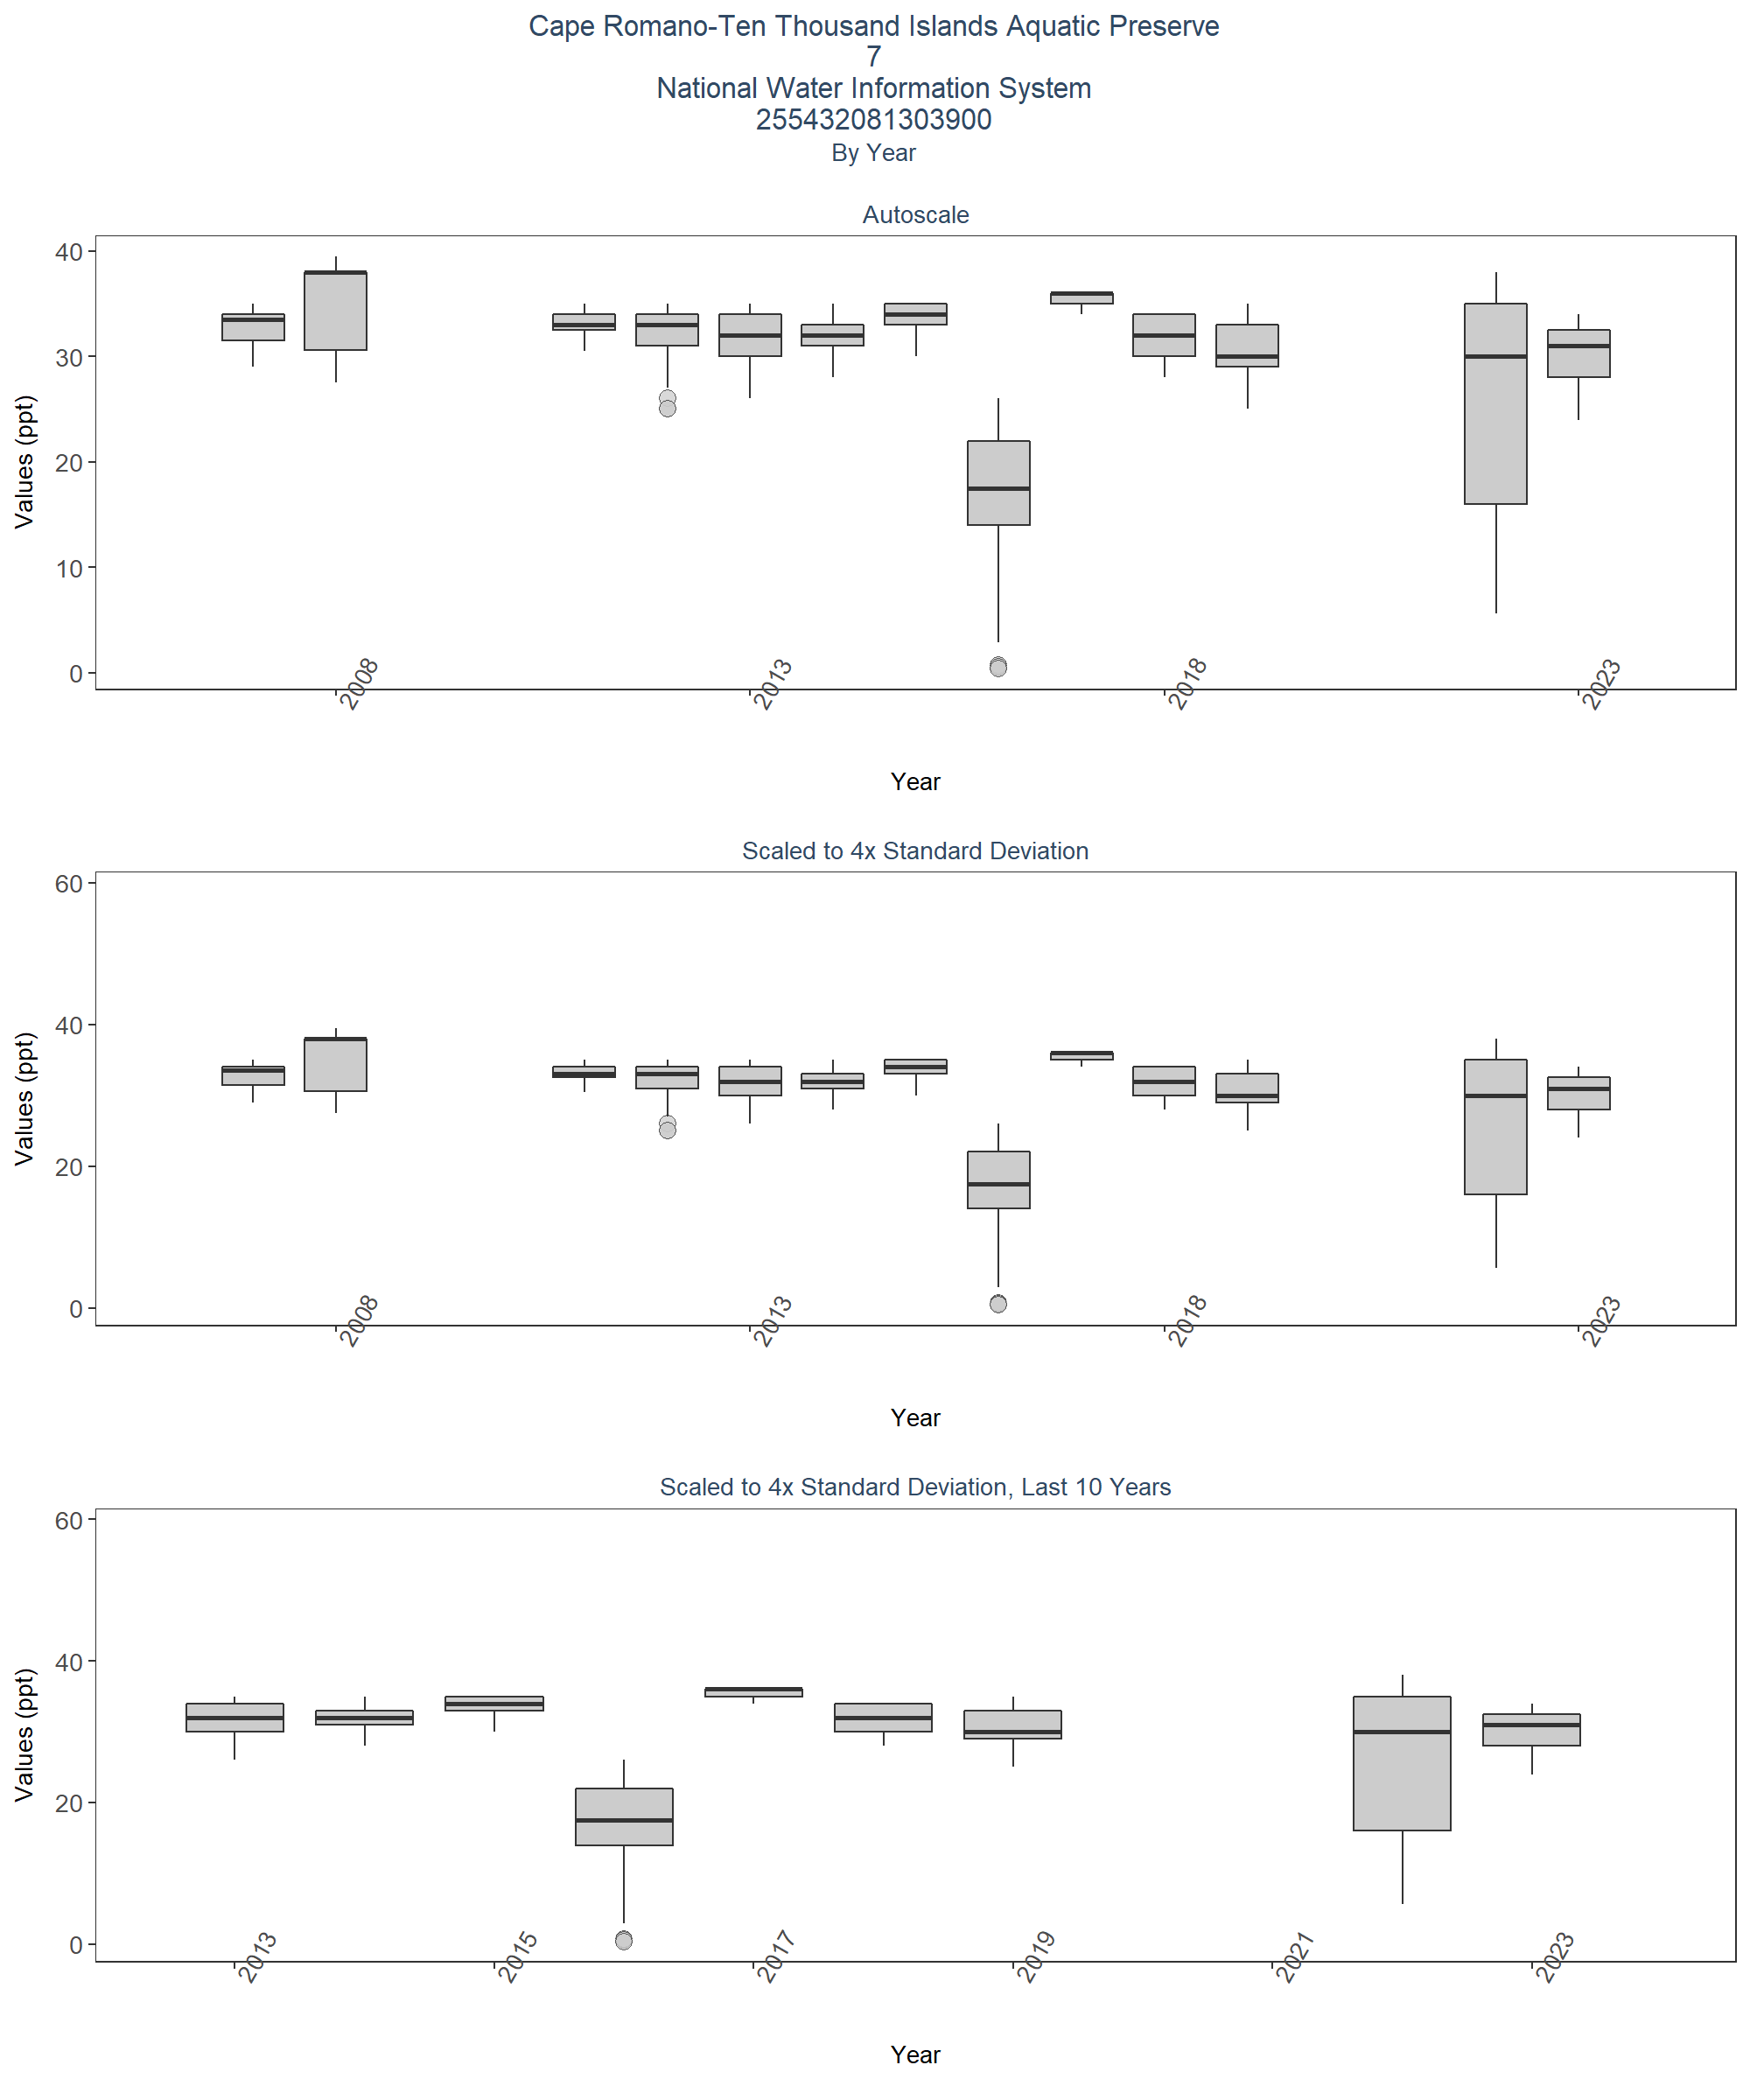 Cape Romano-Ten Thousand Islands Aquatic Preserve
7
National Water Information System
255432081303900
By Year
Autoscale
Values (ppt)
40
30
20
10
0
2008
2013
2018
2023
Year
Scaled to 4x Standard Deviation
Values (ppt)
60
40
20
0
2008
2013
2018
2023
Year
Scaled to 4x Standard Deviation, Last 10 Years
Values (ppt)
60
40
20
0
2013
2015
2017
2019
2021
2023
Year